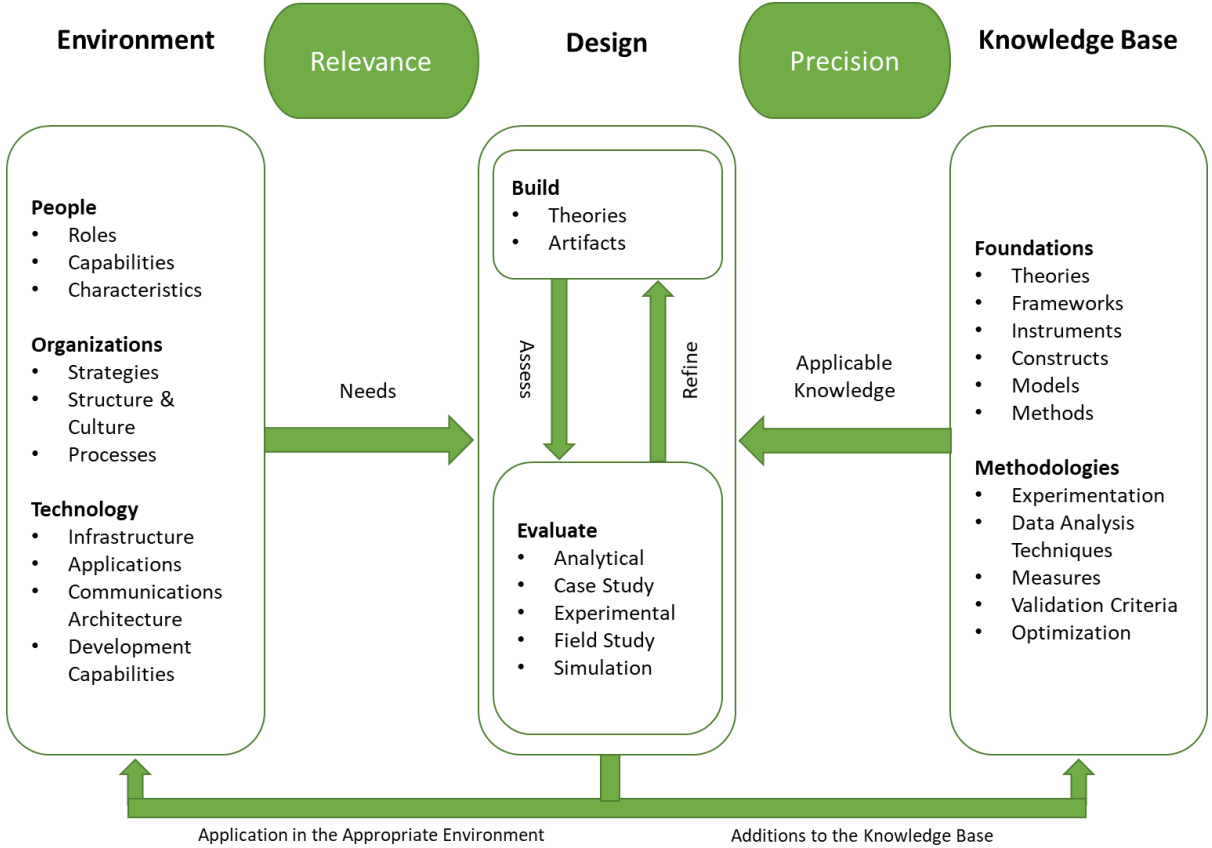 Environment
Relevance
Design
Precision
Knowledge Base
People
• Roles
• Capabilities
• Characteristics
Organizations
• Strategies
• Structure &
Culture
• Processes
Technology
• Infrastructure
• Applications
• Communications
Architecture
• Development
Capabilities
Needs
Build
• Theories
• Artifacts
Assess
Refine
Evaluate
• Analytical
• Case Study
• Experimental
• Field Study
• Simulation
Applicable
Knowledge
Foundations
• Theories
• Frameworks
• Instruments
• Constructs
• Models
• Methods
Methodologies
• Experimentation
• Data Analysis
Techniques
• Measures
• Validation Criteria
• Optimization
Application in the Appropriate Environment
Additions to the Knowledge Base